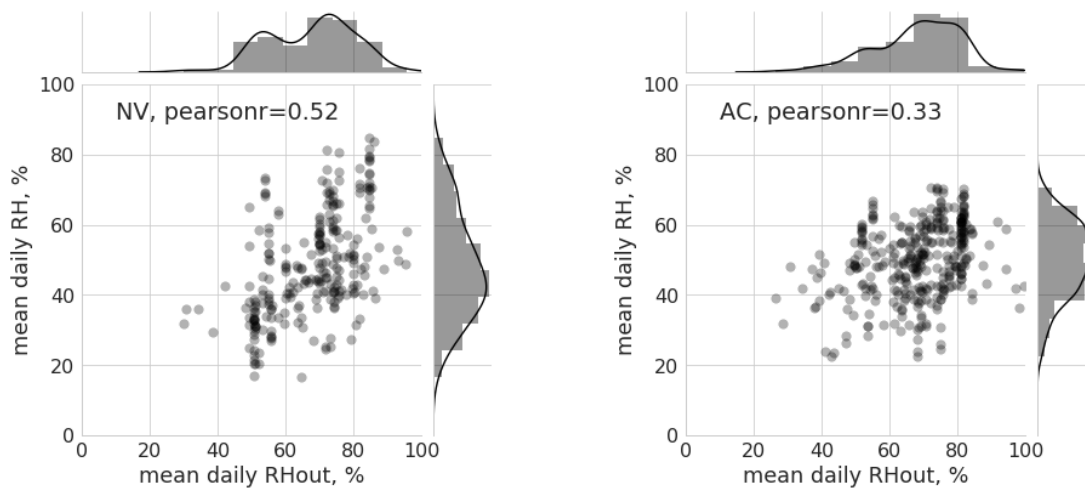 100
NV, pearsonr=0.52
80
60
40
20
0
0 20 40 60 80 100
mean daily RHout, %
mean daily RH, %
100
AC, pearsonr=0.33
80
60
40
20
0
0 20 40 60 80 100
mean daily RHout, %
mean daily RH, %